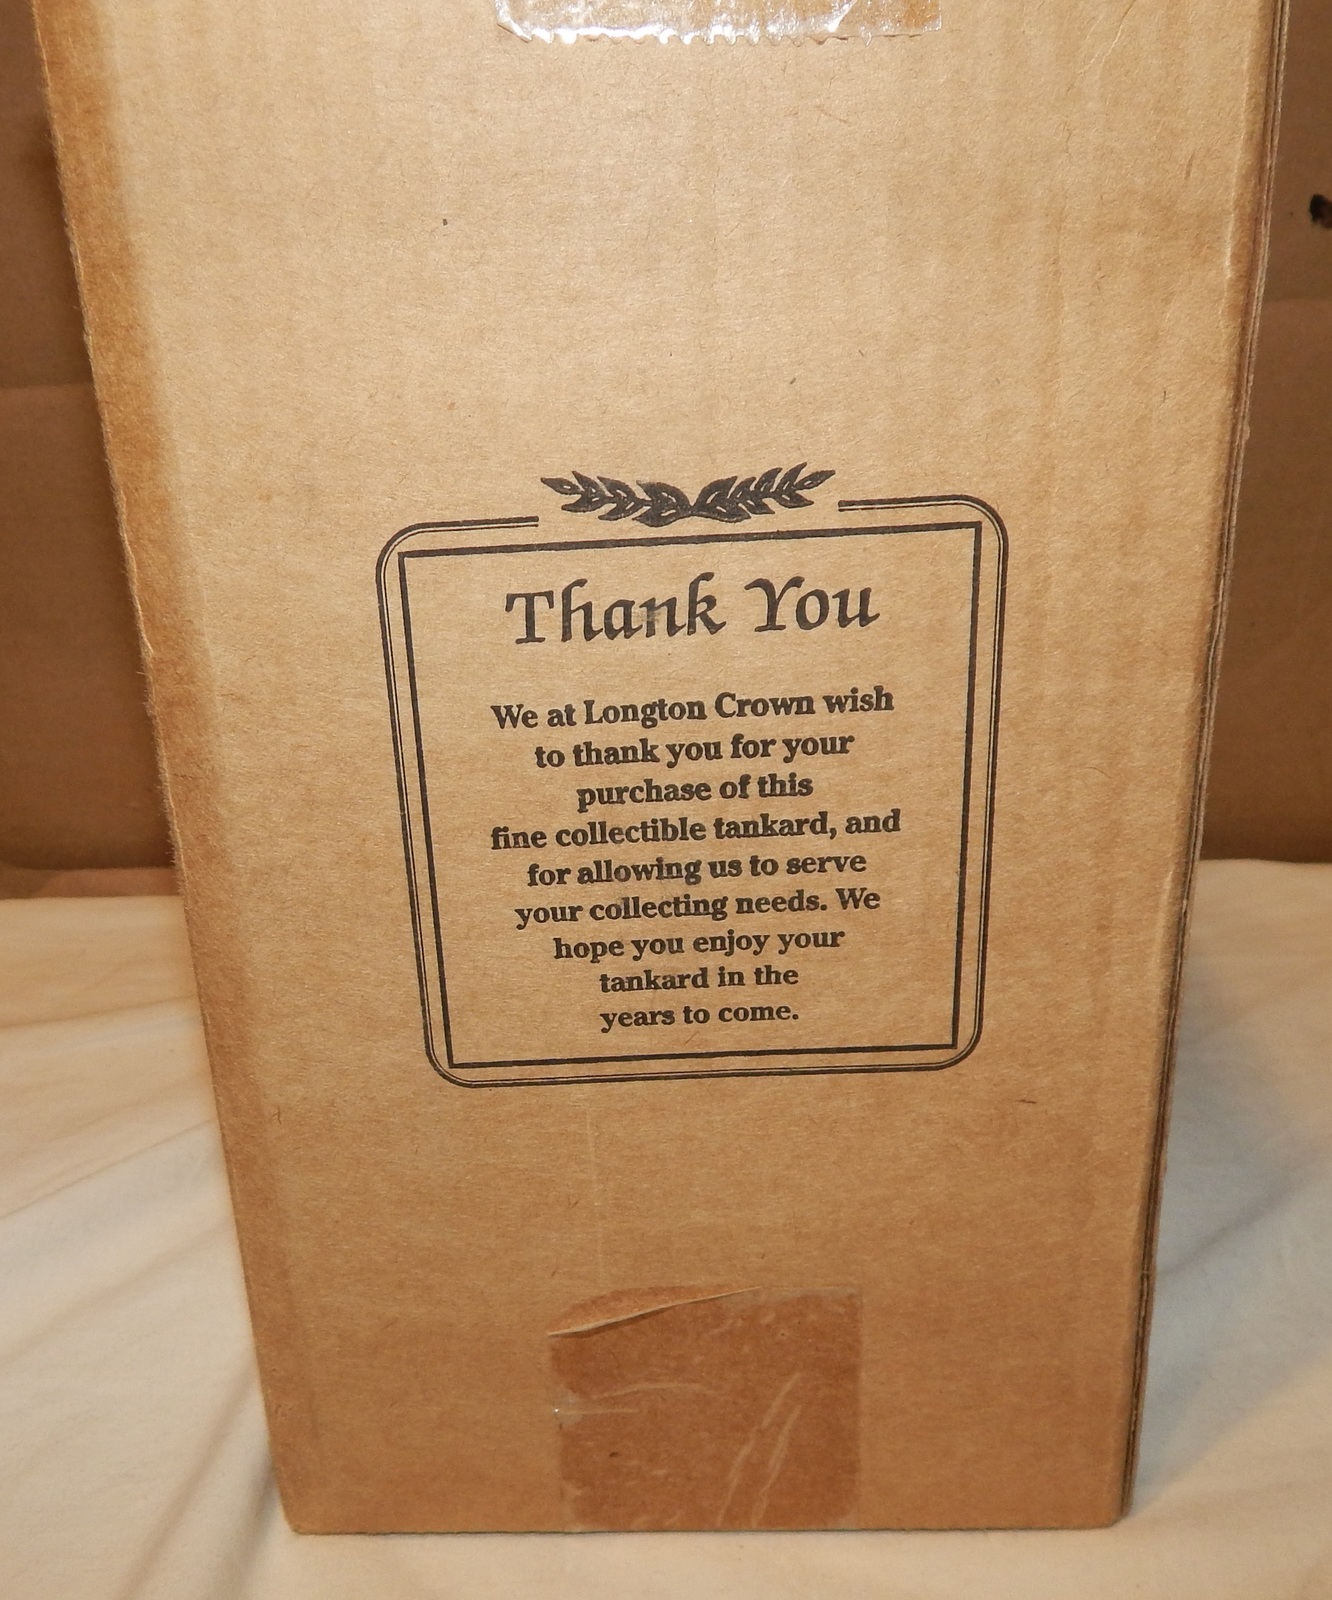 Thank You
We at Longton Crown wish
to thank you for your
purchase of this
fine collectible tankard, and
for allowing us to serve
your collecting needs. We
hope you enjoy your
tankard in the
years to come.